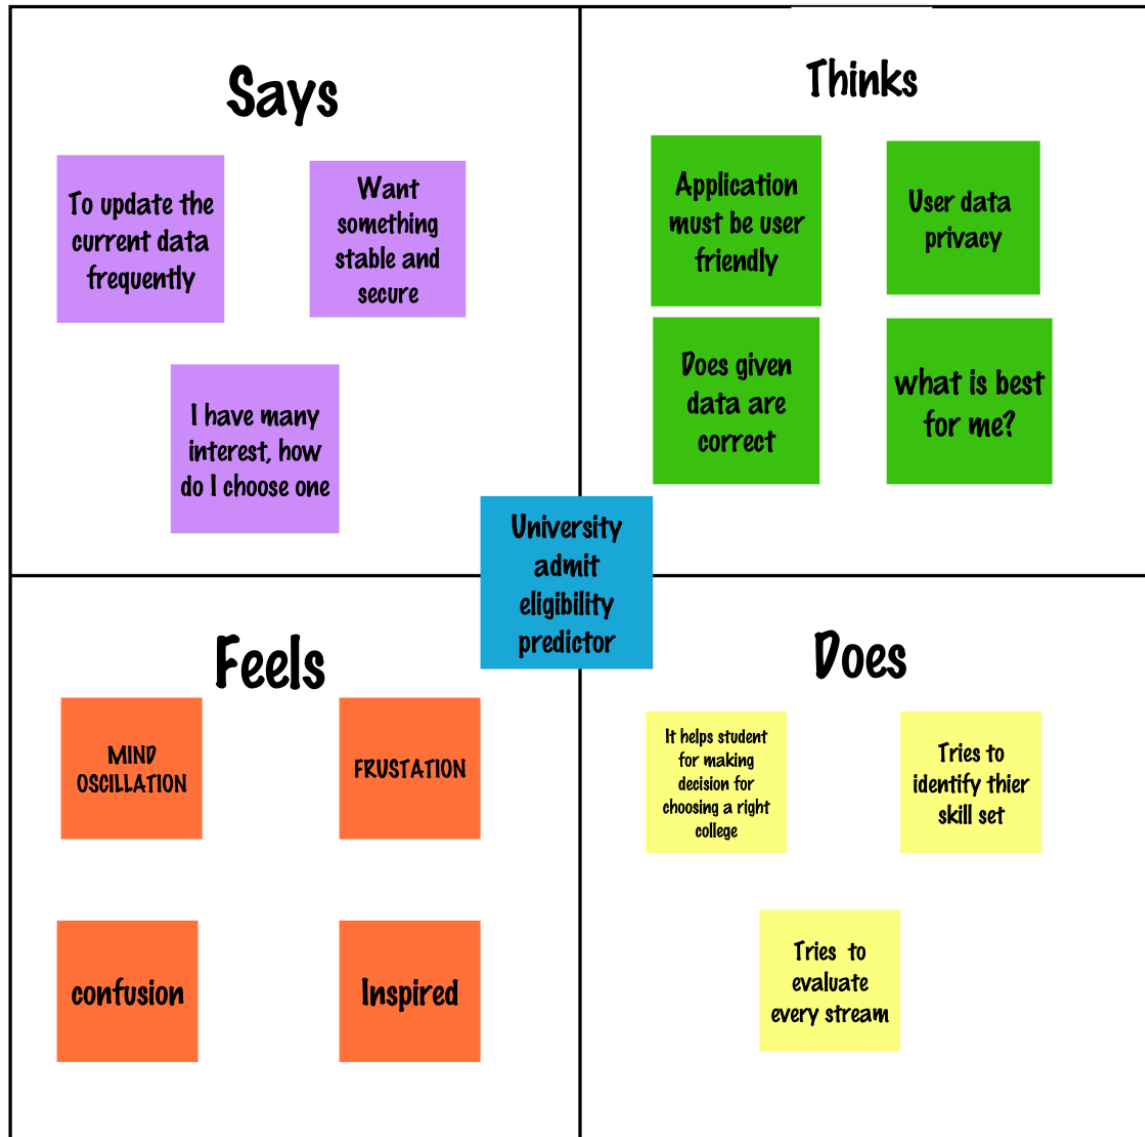 Says
To update the
current data
frequently
Want
something
stable and
secure
I have many
interest, how
do I choose one
Thinks
Application
must be user
friendly
User data
privacy
Does given
data are
correct
what is best
for me?
University
admit
eligibility
predictor
Feels
MIND
OSCILLATION
FRUSTATION
confusion
Inspired
Does
It helps student
for making
decision for
choosing a right
college
Tries to
identify thier
skill set
Tries to
evaluate
every stream